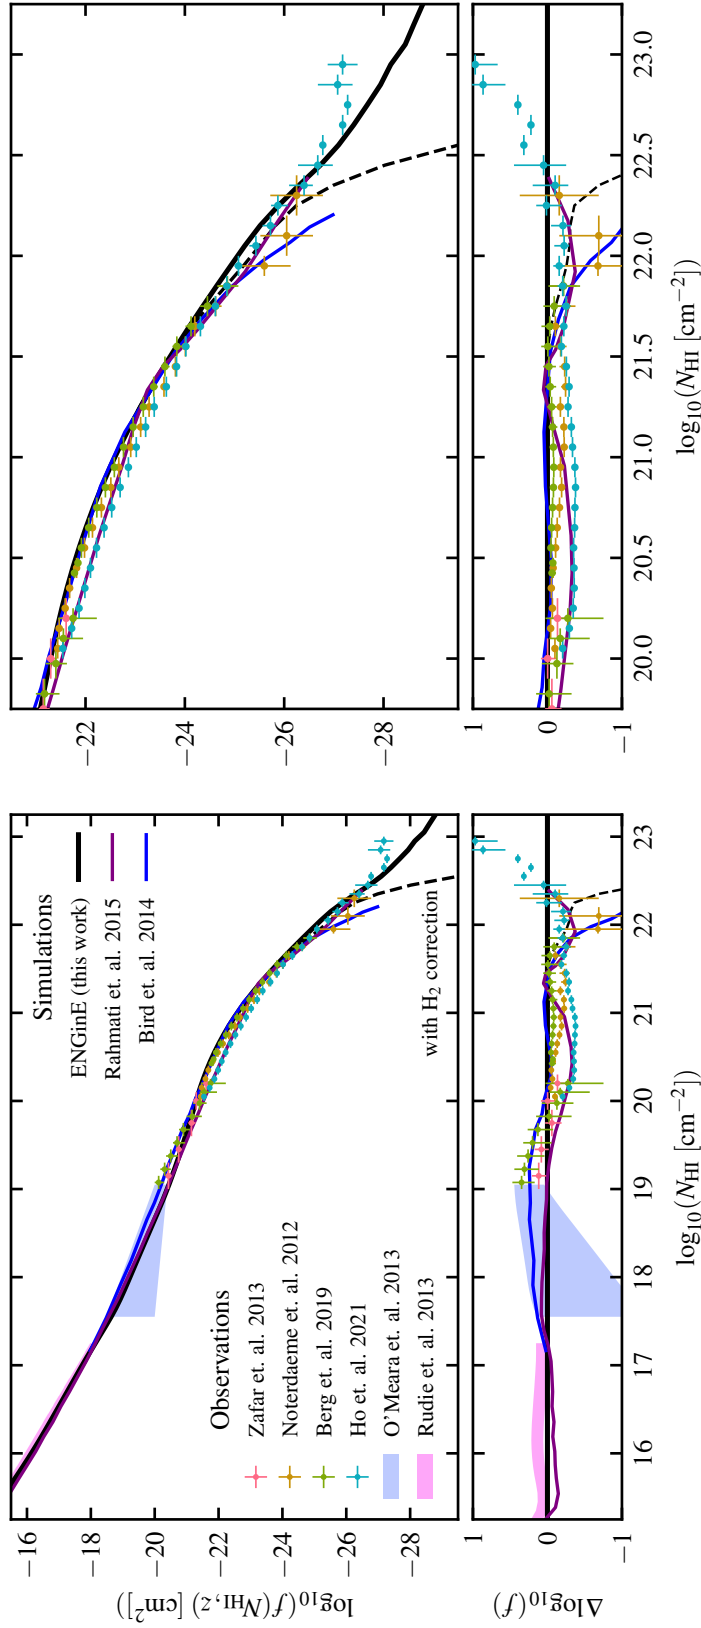 −16
−18
−20
−22
−24
−26
−28
log₁₀(f(N_HI, z) [cm²])
Simulations
ENGinE (this work)
Rahmati et. al. 2015
Bird et. al. 2014
Observations
Zafar et. al. 2013
Noterdaeme et. al. 2012
Berg et. al. 2019
Ho et. al. 2021
O'Meara et. al. 2013
Rudie et. al. 2013
with H₂ correction
1
0
−1
Δlog₁₀(f)
16
17
18
19
20
21
22
23
log₁₀(N_HI [cm⁻²])
−22
−24
−26
−28
1
0
−1
20.0
20.5
21.0
21.5
22.0
22.5
23.0
log₁₀(N_HI [cm⁻²])